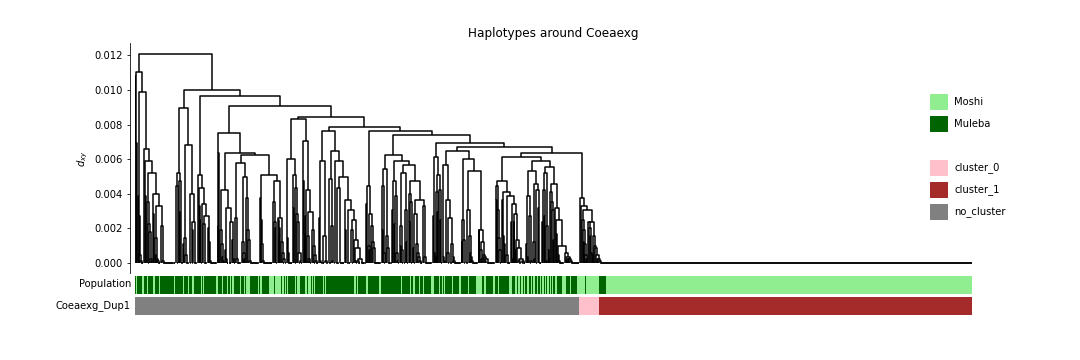 Haplotypes around Coeaexg
0.012
0.010
0.008
0.006
0.004
0.002
0.000
dxy
Moshi
Muleba
cluster_0
cluster_1
no_cluster
Population
Coeaexg_Dup1